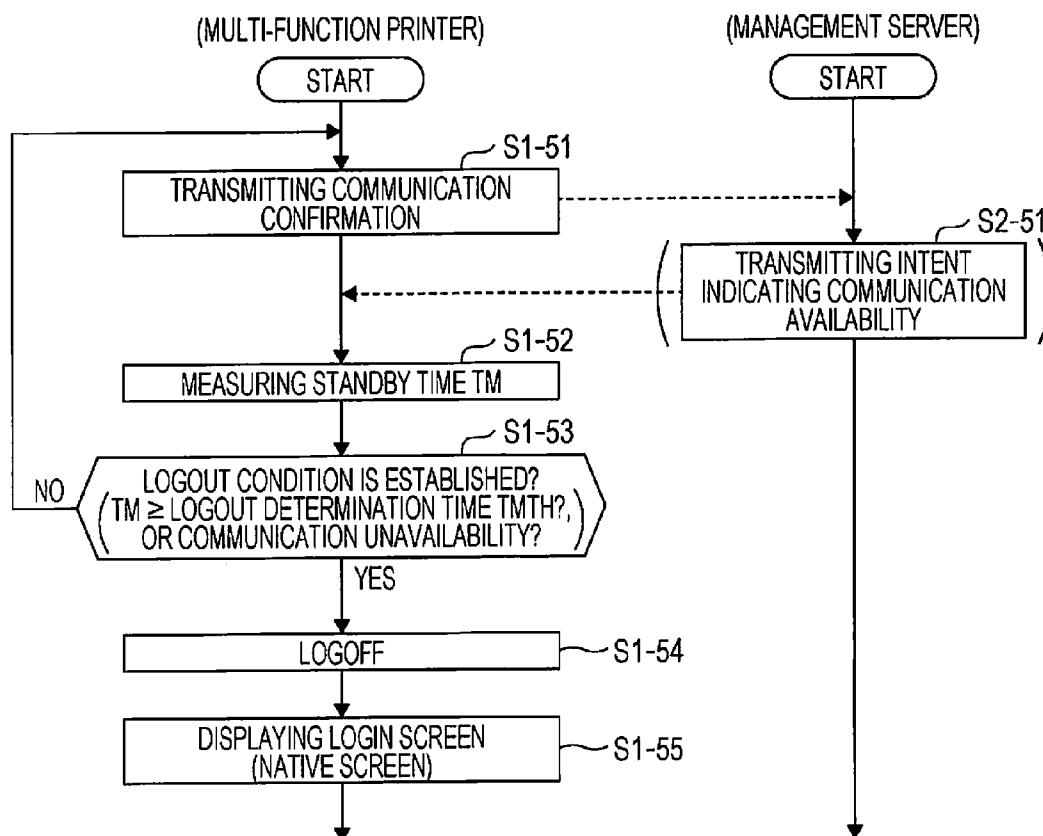 (MULTI-FUNCTION PRINTER)
(MANAGEMENT SERVER)
START
START
S1-51
TRANSMITTING COMMUNICATION
CONFIRMATION
S2-51
TRANSMITTING INTENT
INDICATING COMMUNICATION
AVAILABILITY
S1-52
MEASURING STANDBY TIME TM
S1-53
LOGOUT CONDITION IS ESTABLISHED?
(TM ≥ LOGOUT DETERMINATION TIME TMTH?,
OR COMMUNICATION UNAVAILABILITY?)
NO
YES
LOGOFF
S1-54
DISPLAYING LOGIN SCREEN
(NATIVE SCREEN)
S1-55